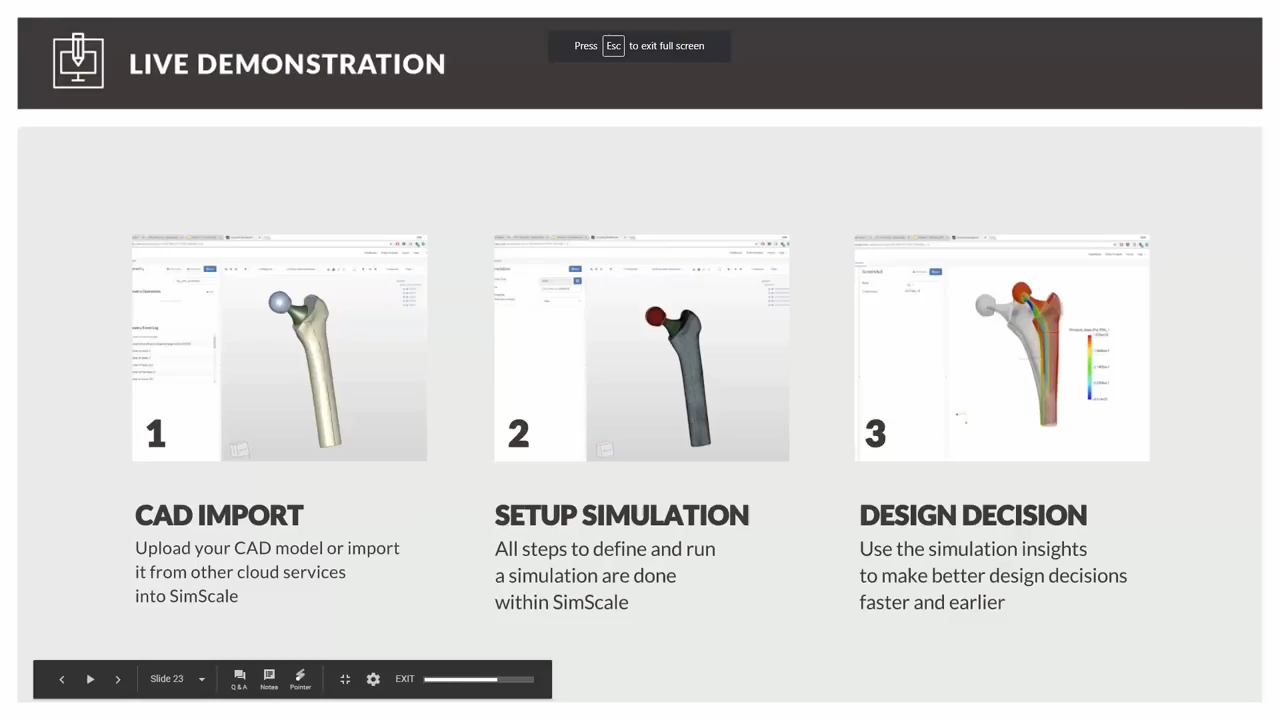 LIVE DEMONSTRATION
Press Esc to exit full screen
1
2
3
CAD IMPORT
Upload your CAD model or import
it from other cloud services
into SimScale
SETUP SIMULATION
All steps to define and run
a simulation are done
within SimScale
DESIGN DECISION
Use the simulation insights
to make better design decisions
faster and earlier
Slide 23
Q & A
Notes
Pointer
EXIT